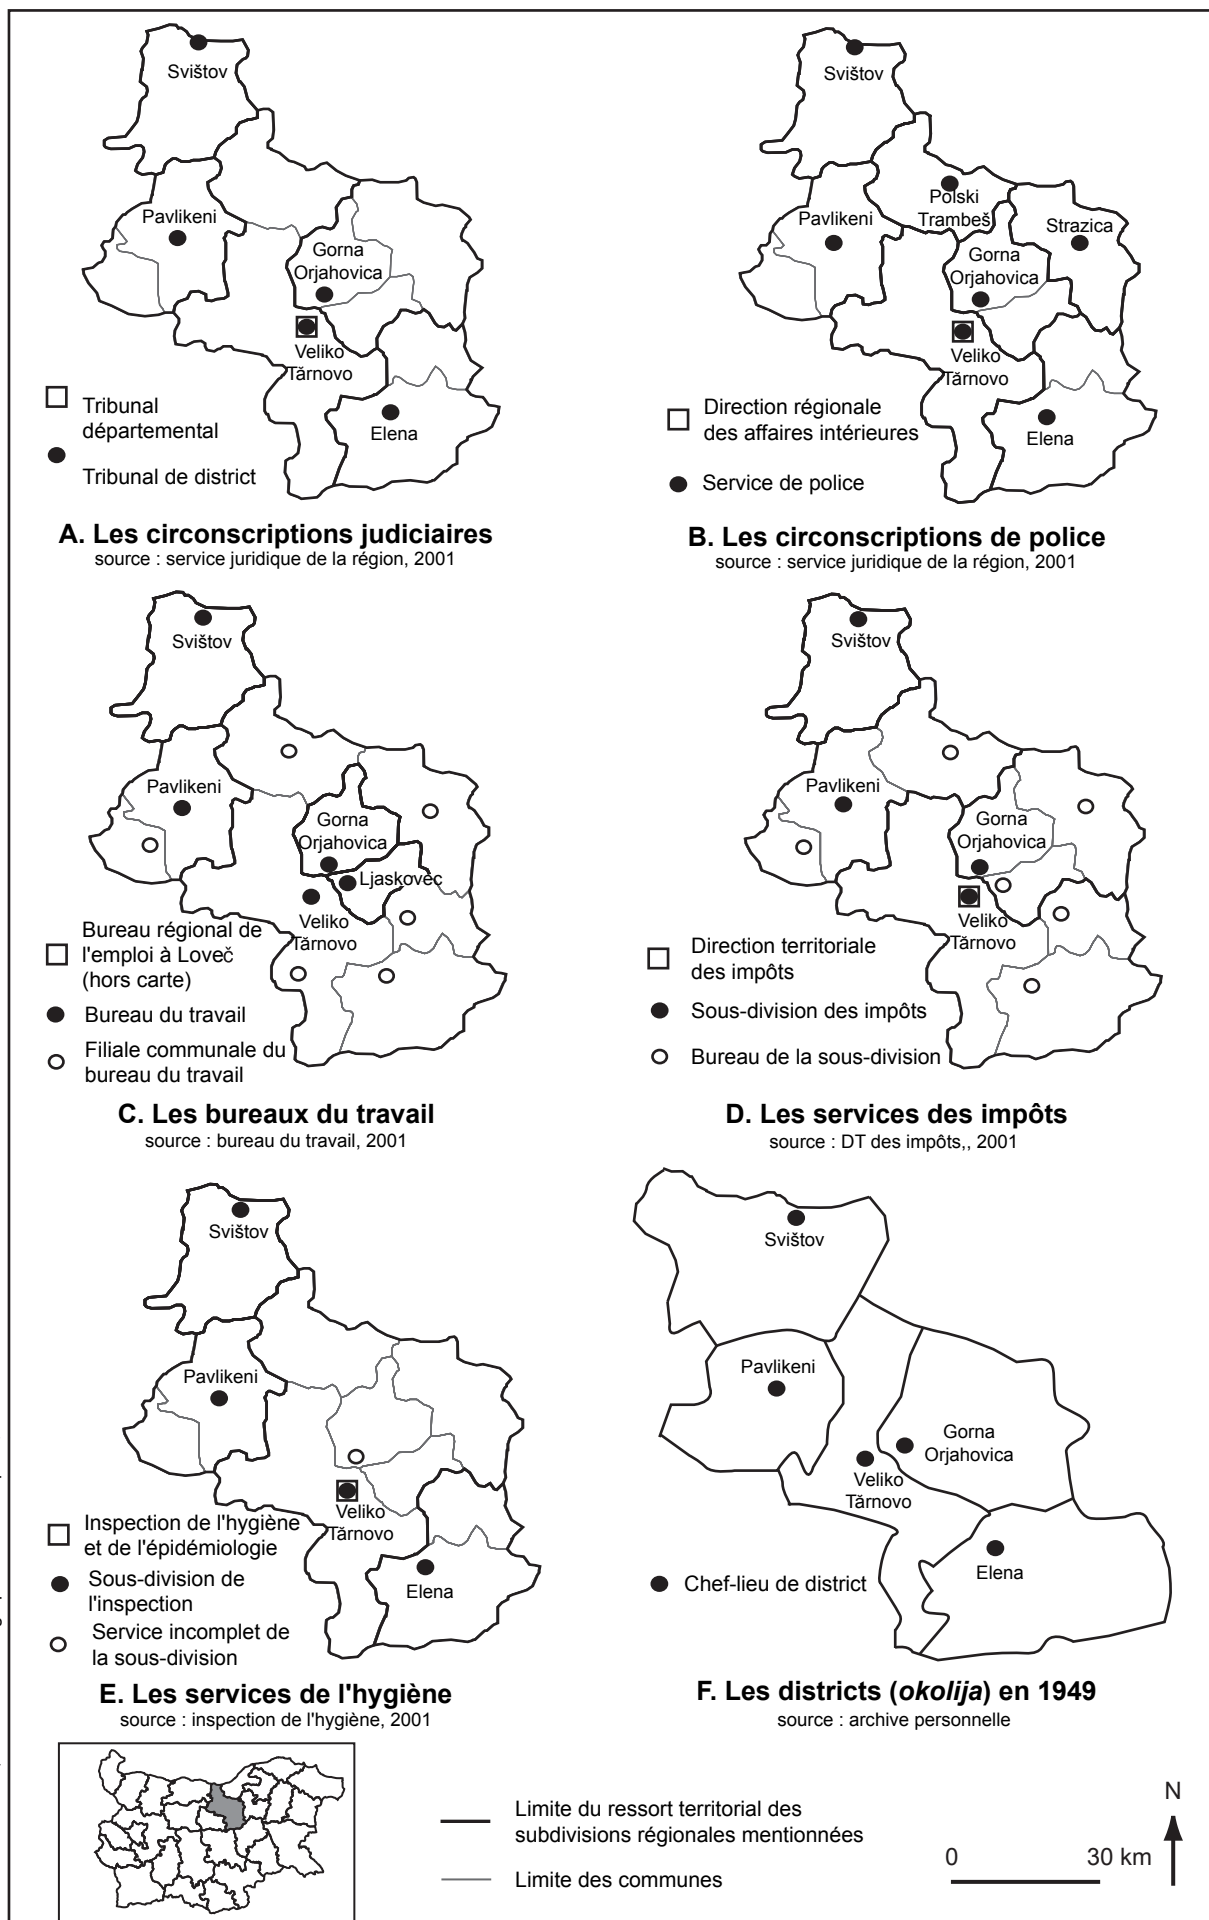 Svištov
Pavlikeni
Gorna
Orjahovica
Veliko
Tărnovo
Elena
Tribunal
départemental
Tribunal de district
A. Les circonscriptions judiciaires
source : service juridique de la région, 2001
Svištov
Polski
Trambeš
Pavlikeni
Strazica
Gorna
Orjahovica
Veliko
Tărnovo
Elena
Direction régionale
des affaires intérieures
Service de police
B. Les circonscriptions de police
source : service juridique de la région, 2001
Svištov
Pavlikeni
Gorna
Orjahovica
Ljaskovec
Veliko
Tărnovo
Bureau régional de
l'emploi à Loveč
(hors carte)
Bureau du travail
Filiale communale du
bureau du travail
C. Les bureaux du travail
source : bureau du travail, 2001
Svištov
Pavlikeni
Gorna
Orjahovica
Veliko
Tărnovo
Direction territoriale
des impôts
Sous-division des impôts
Bureau de la sous-division
D. Les services des impôts
source : DT des impôts,, 2001
Svištov
Pavlikeni
Veliko
Tărnovo
Elena
Inspection de l'hygiène
et de l'épidémiologie
Sous-division de
l'inspection
Service incomplet de
la sous-division
E. Les services de l'hygiène
source : inspection de l'hygiène, 2001
Svištov
Pavlikeni
Gorna
Orjahovica
Veliko
Tărnovo
Elena
Chef-lieu de district
F. Les districts (okolija) en 1949
source : archive personnelle
Limite du ressort territorial des
subdivisions régionales mentionnées
Limite des communes
N
0 30 km